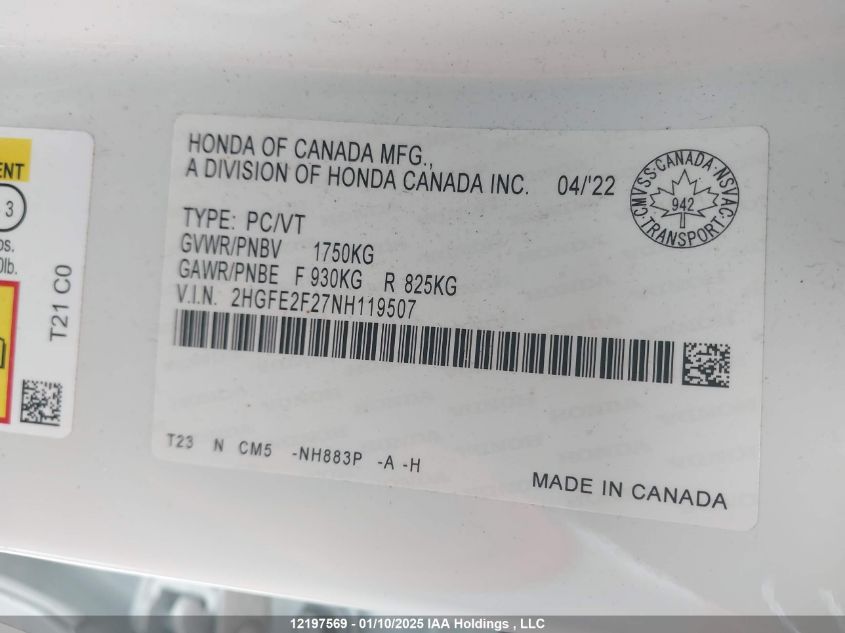 HONDA OF CANADA MFG.,
A DIVISION OF HONDA CANADA INC. 04/'22
CMVSS·CANADA·NSVAC·TRANSPORT·
942
TYPE: PC/VT
GVWR/PNBV 1750KG
GAWR/PNBE F 930KG R 825KG
V.I.N. 2HGFE2F27NH119507
T23 N CM5 -NH883P -A -H
MADE IN CANADA
ENT
3
os.
0lb.
T21 C0
12197569 - 01/10/2025 IAA Holdings , LLC